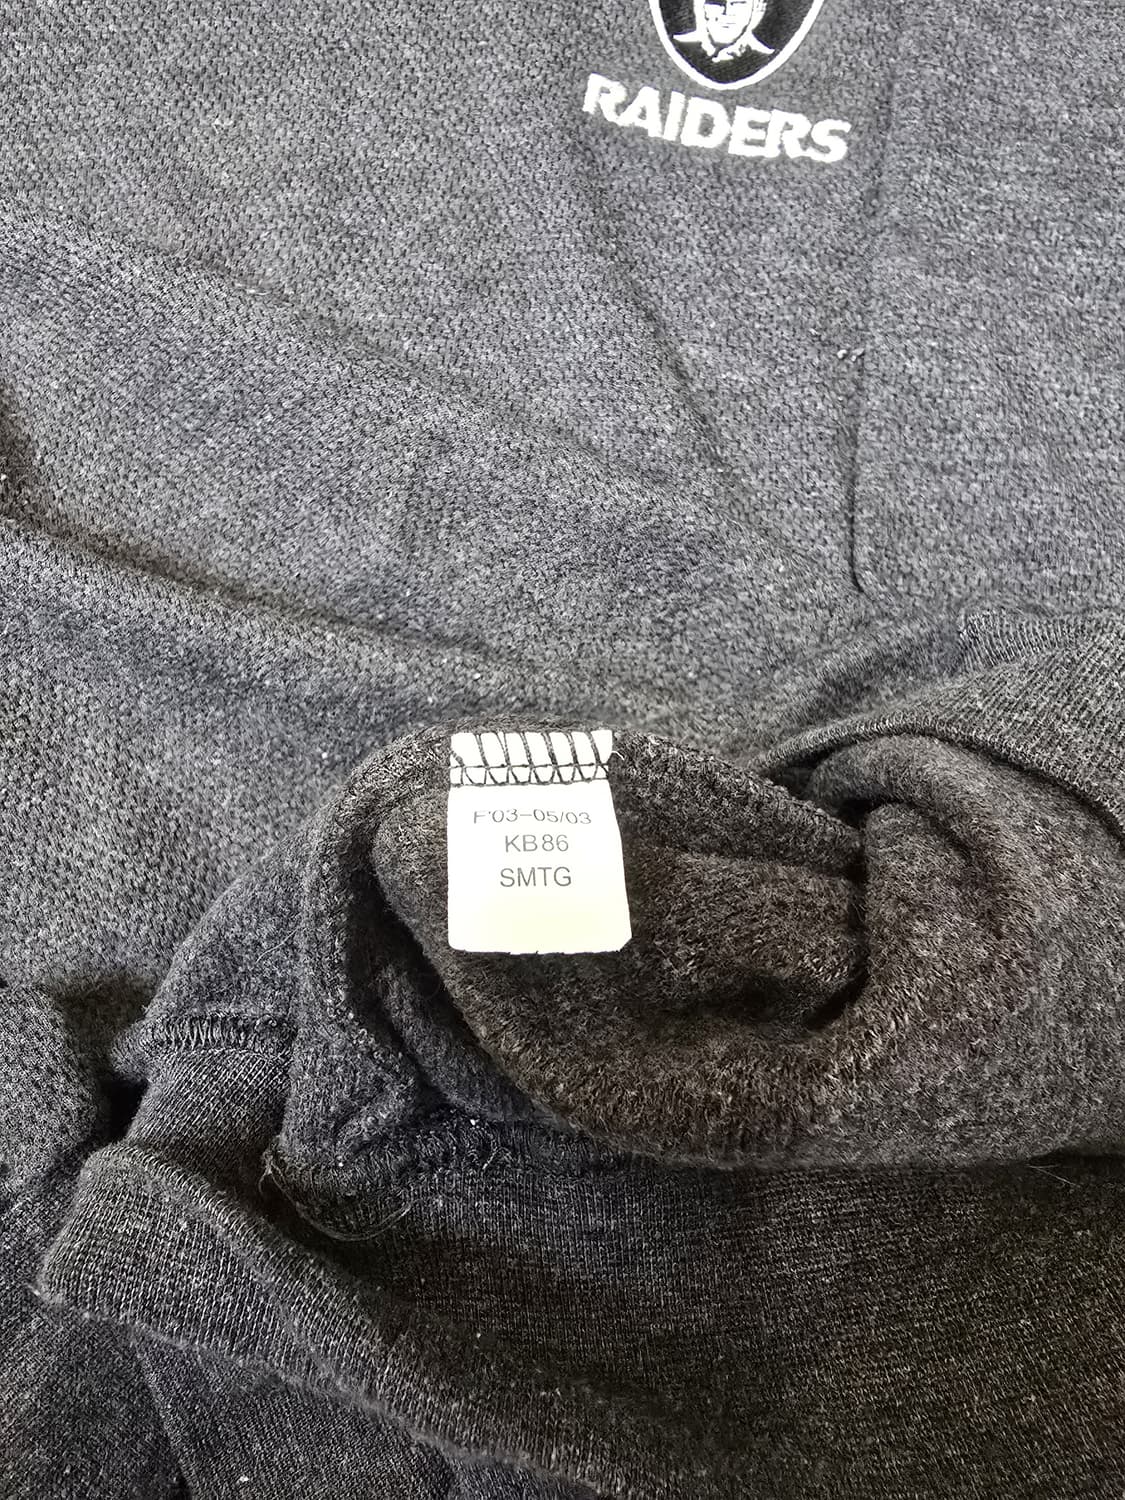 RAIDERS
F'03-05/03
KB86
SMTG